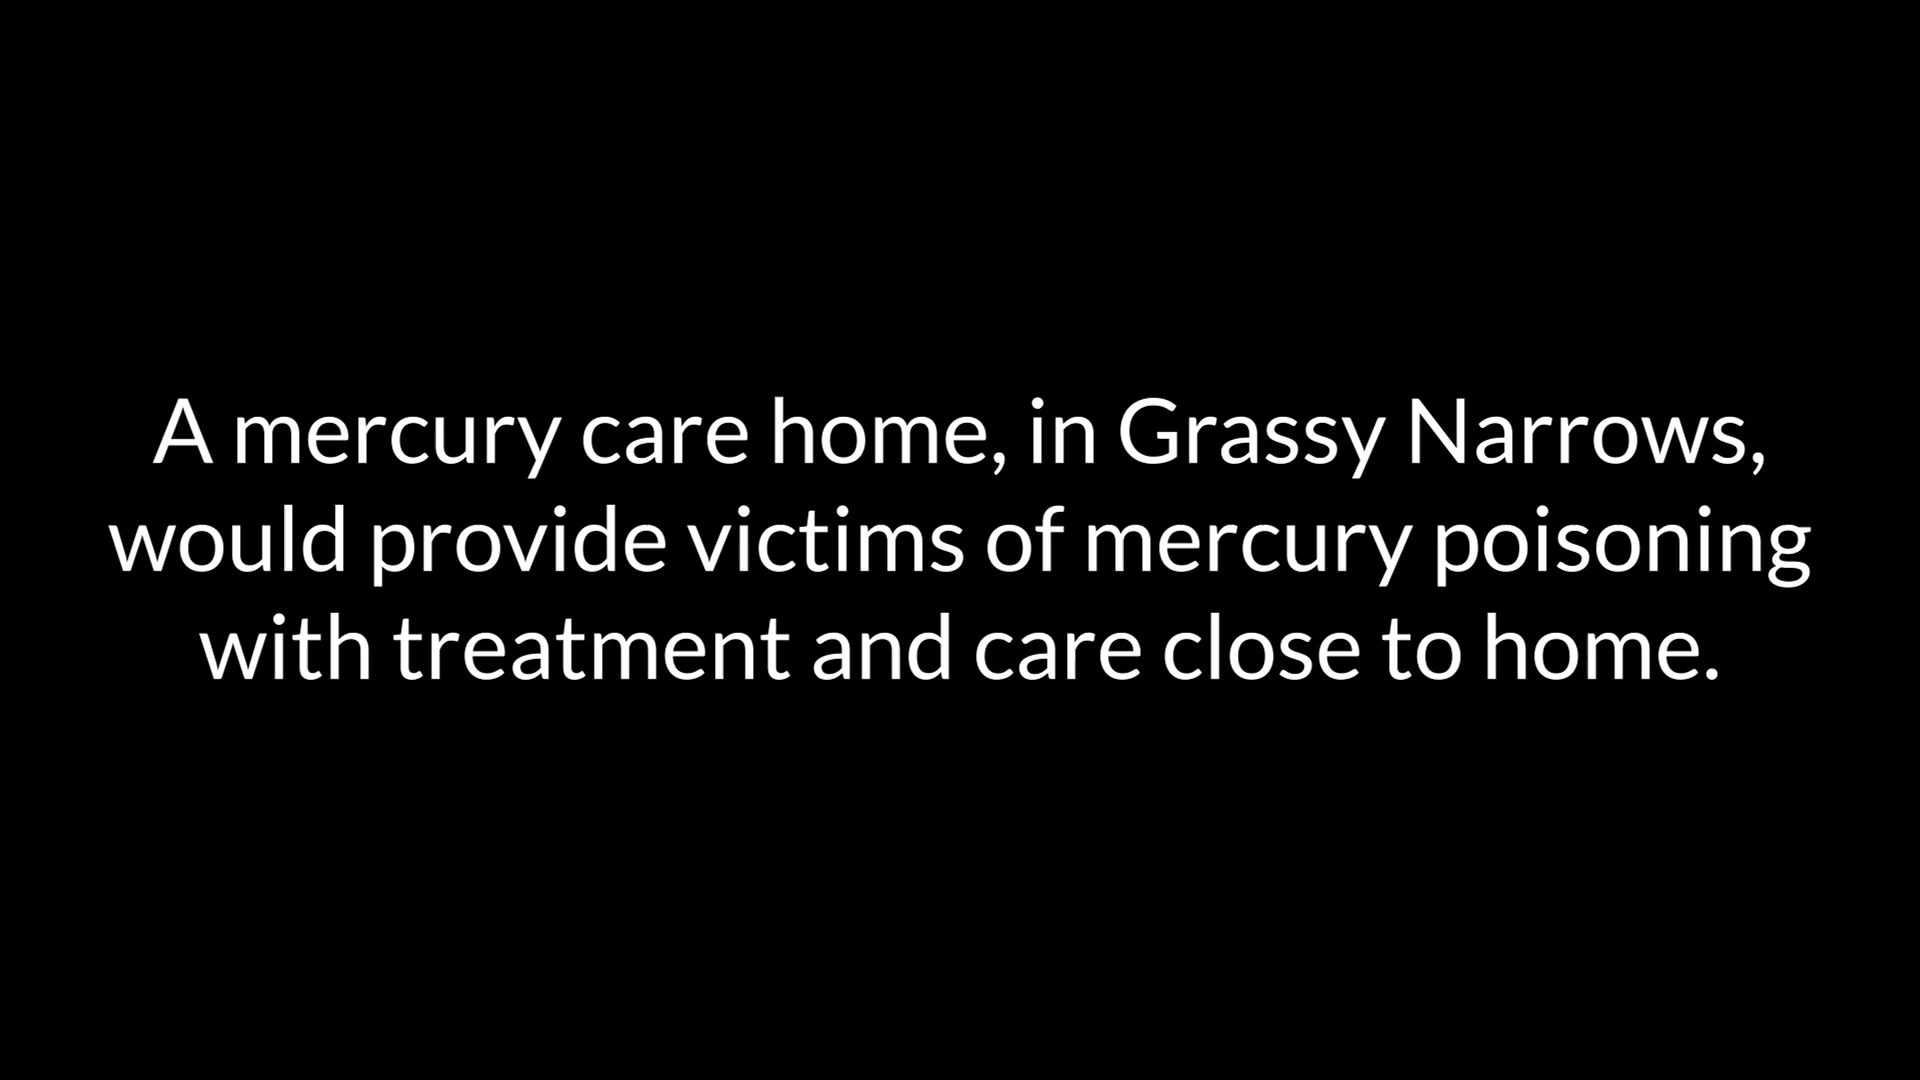 A mercury care home, in Grassy Narrows,
would provide victims of mercury poisoning
with treatment and care close to home.